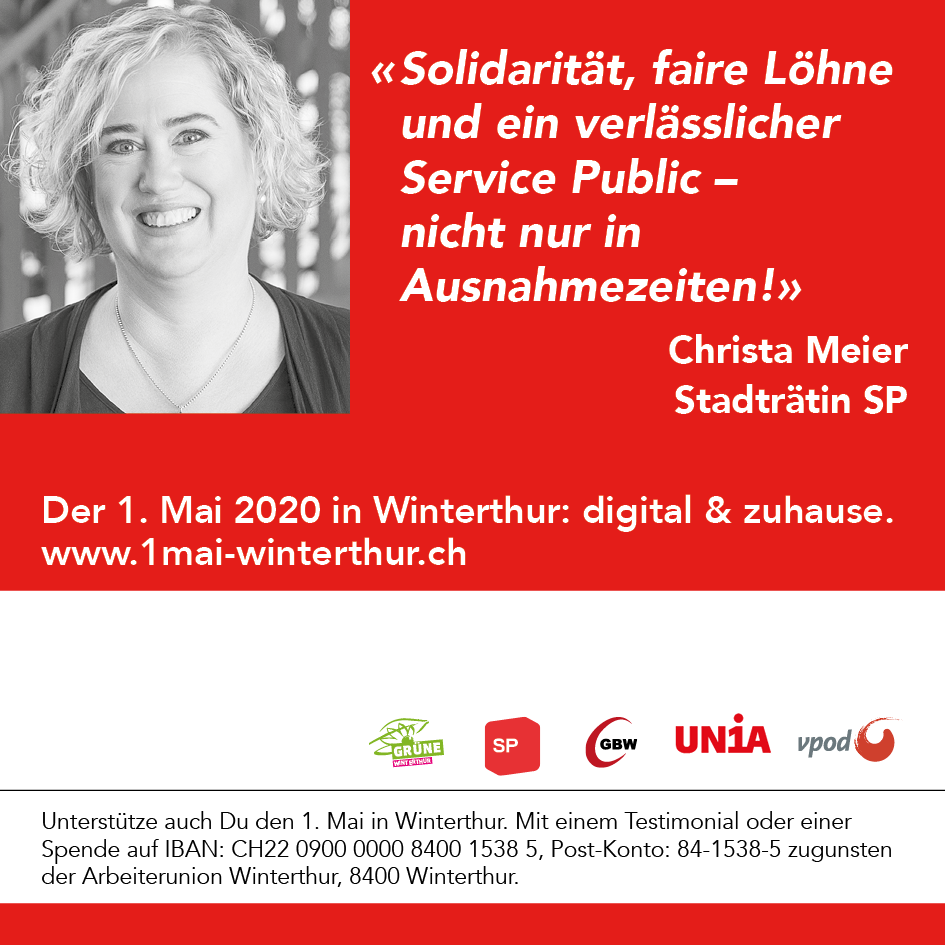 «Solidarität, faire Löhne
und ein verlässlicher
Service Public –
nicht nur in
Ausnahmezeiten!»
Christa Meier
Stadträtin SP
Der 1. Mai 2020 in Winterthur: digital & zuhause.
www.1mai-winterthur.ch
GRÜNE
WINTERTHUR
SP
GBW
UNiA
vpod
Unterstütze auch Du den 1. Mai in Winterthur. Mit einem Testimonial oder einer
Spende auf IBAN: CH22 0900 0000 8400 1538 5, Post-Konto: 84-1538-5 zugunsten
der Arbeiterunion Winterthur, 8400 Winterthur.